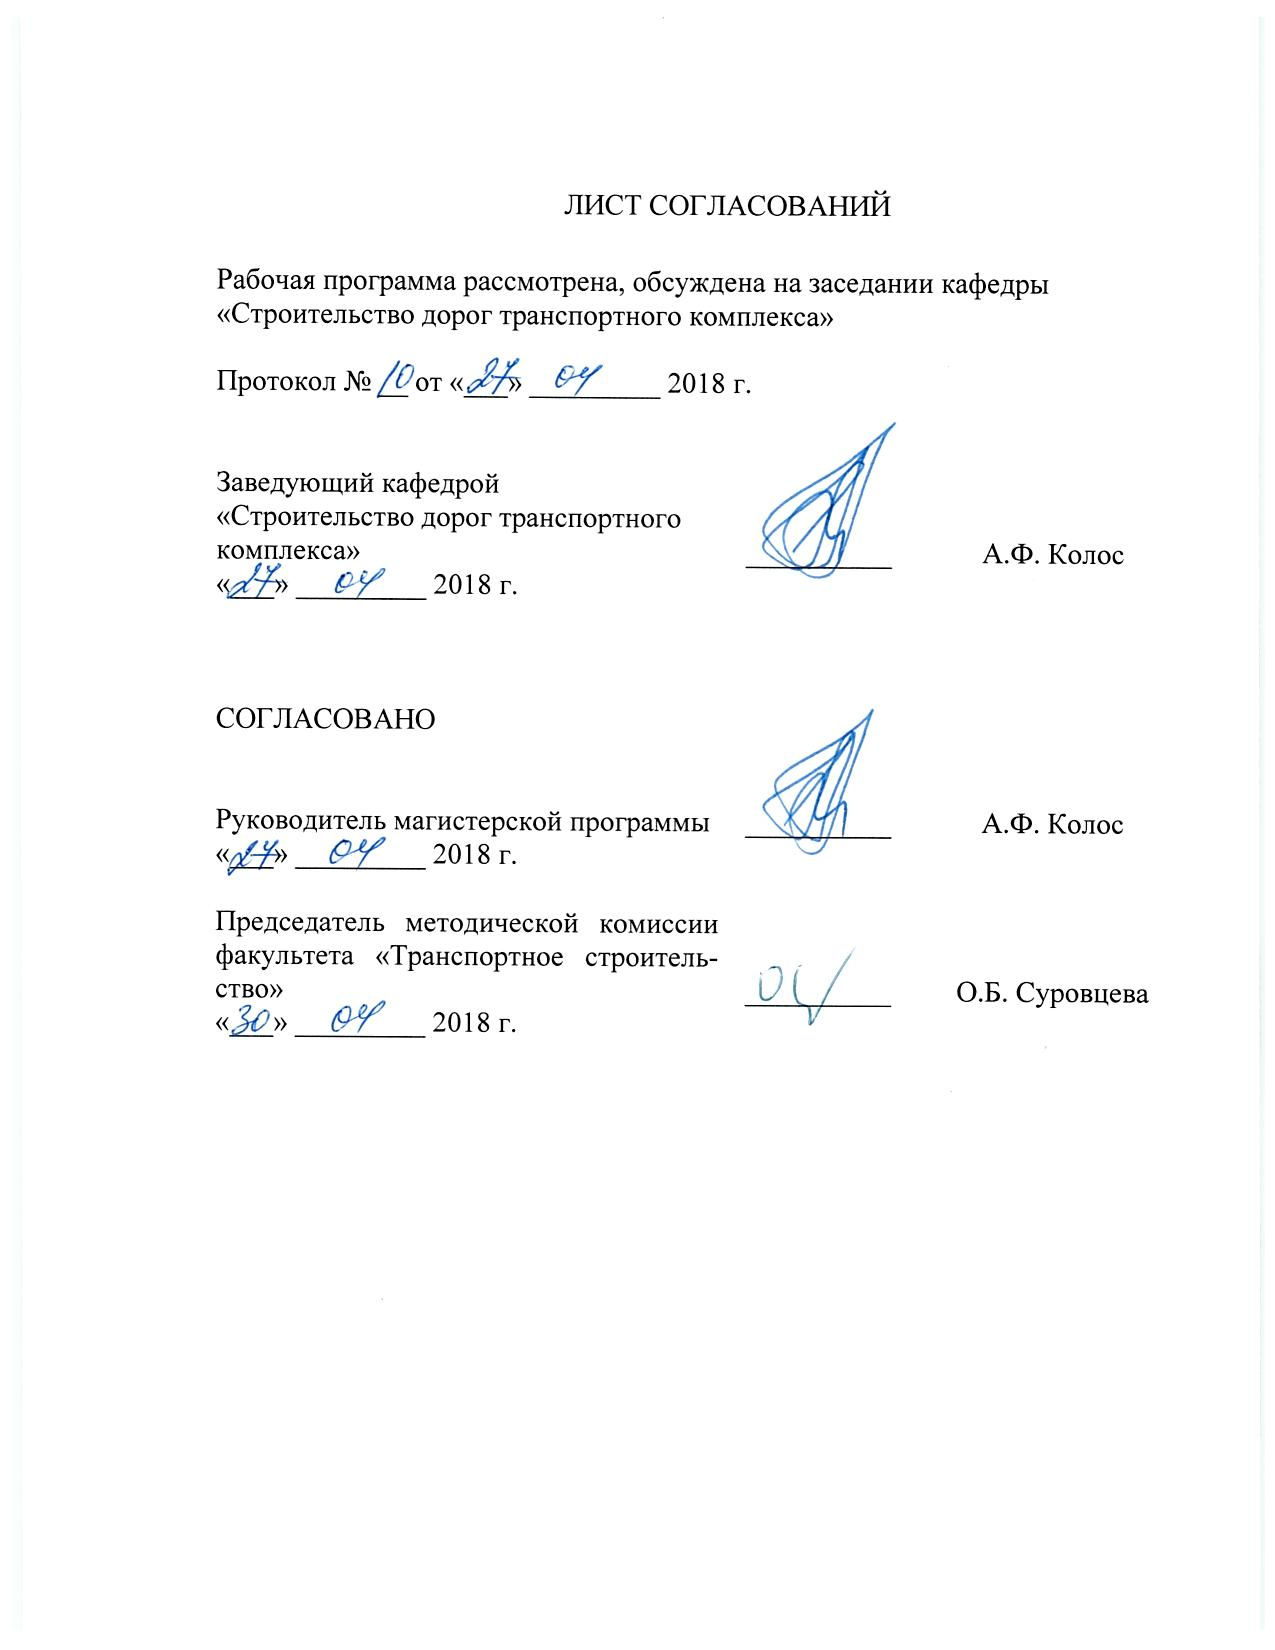 ЛИСТ СОГЛАСОВАНИЙ
Рабочая программа рассмотрена, обсуждена на заседании кафедры
«Строительство дорог транспортного комплекса»
Протокол № 10 от «27» 04 2018 г.
Заведующий кафедрой
«Строительство дорог транспортного
комплекса» А.Ф. Колос
«27» 04 2018 г.
СОГЛАСОВАНО
Руководитель магистерской программы А.Ф. Колос
«27» 04 2018 г.
Председатель методической комиссии
факультета «Транспортное строитель-
ство» О.Б. Суровцева
«30» 04 2018 г.